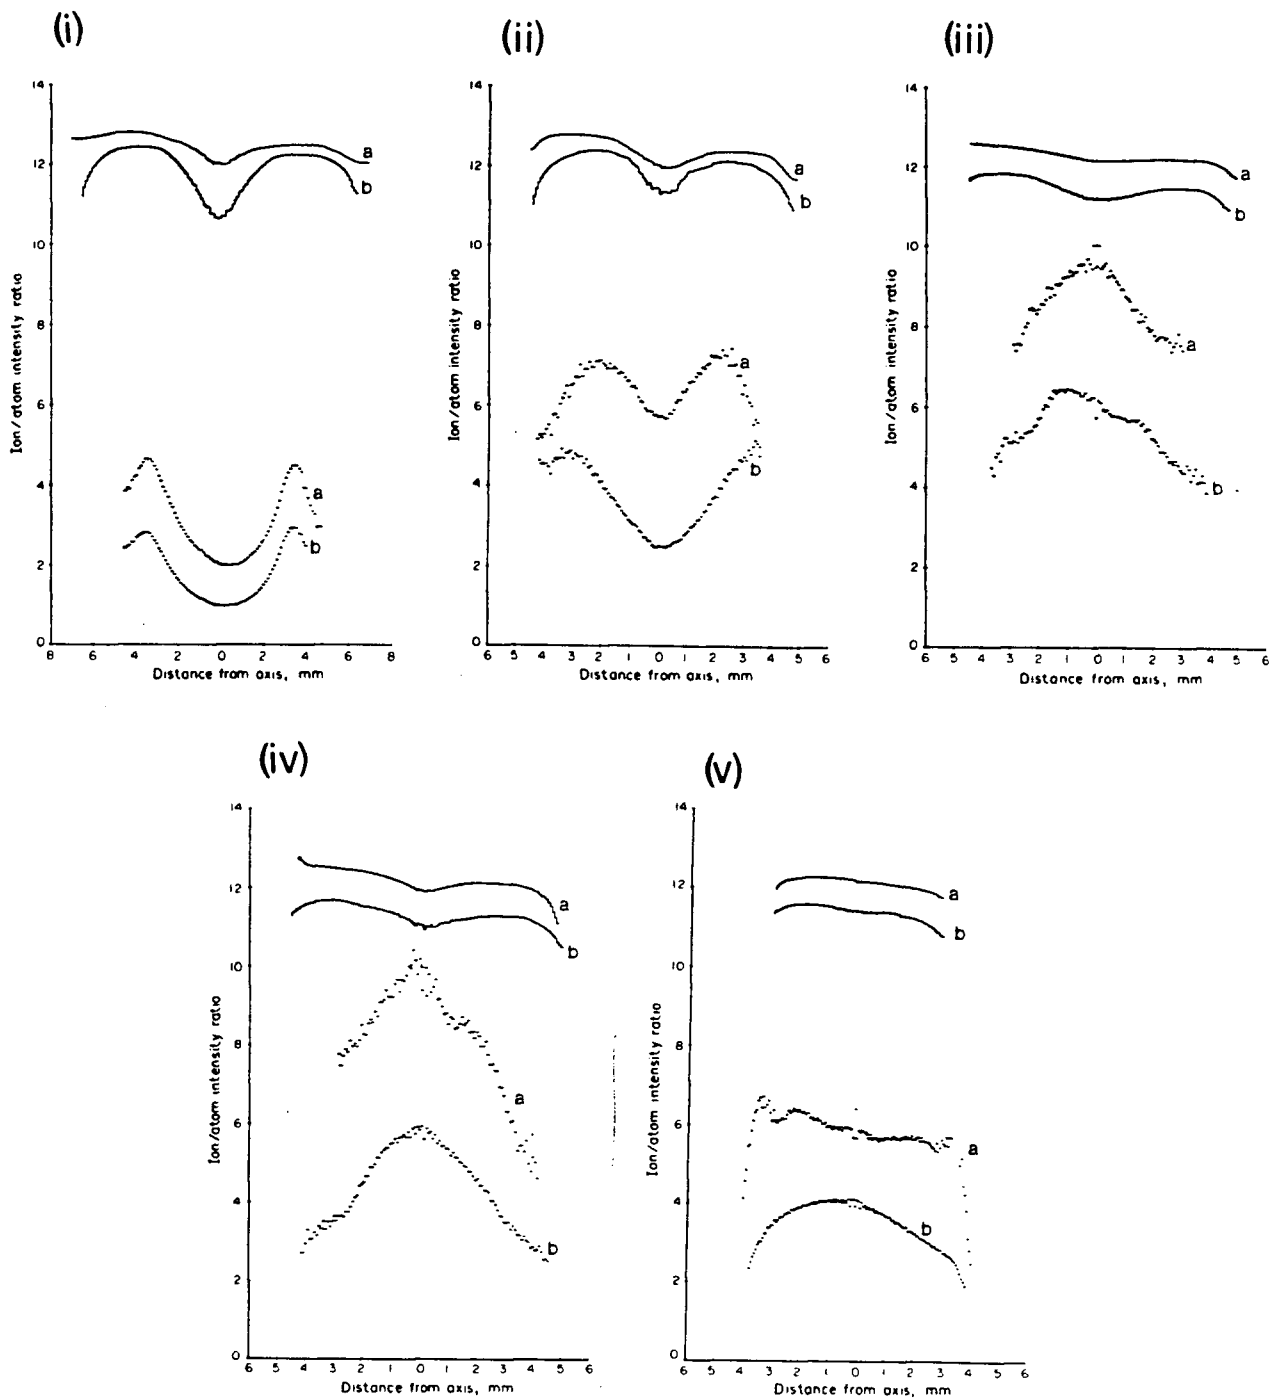 (i)
(ii)
(iii)
14
12
10
8
6
4
2
0
Ion/atom intensity ratio
a
b
a
b
8 6 4 2 0 2 4 6 8
Distance from axis, mm
14
12
10
8
6
4
2
0
Ion/atom intensity ratio
a
b
a
b
6 5 4 3 2 1 0 1 2 3 4 5 6
Distance from axis, mm
14
12
10
8
6
4
2
0
Ion/atom intensity ratio
a
b
a
b
6 5 4 3 2 1 0 1 2 3 4 5 6
Distance from axis, mm
(iv)
(v)
14
12
10
8
6
4
2
0
Ion/atom intensity ratio
a
b
a
b
6 5 4 3 2 1 0 1 2 3 4 5 6
Distance from axis, mm
14
12
10
8
6
4
2
0
Ion/atom intensity ratio
a
b
a
b
6 5 4 3 2 1 0 1 2 3 4 5 6
Distance from axis, mm